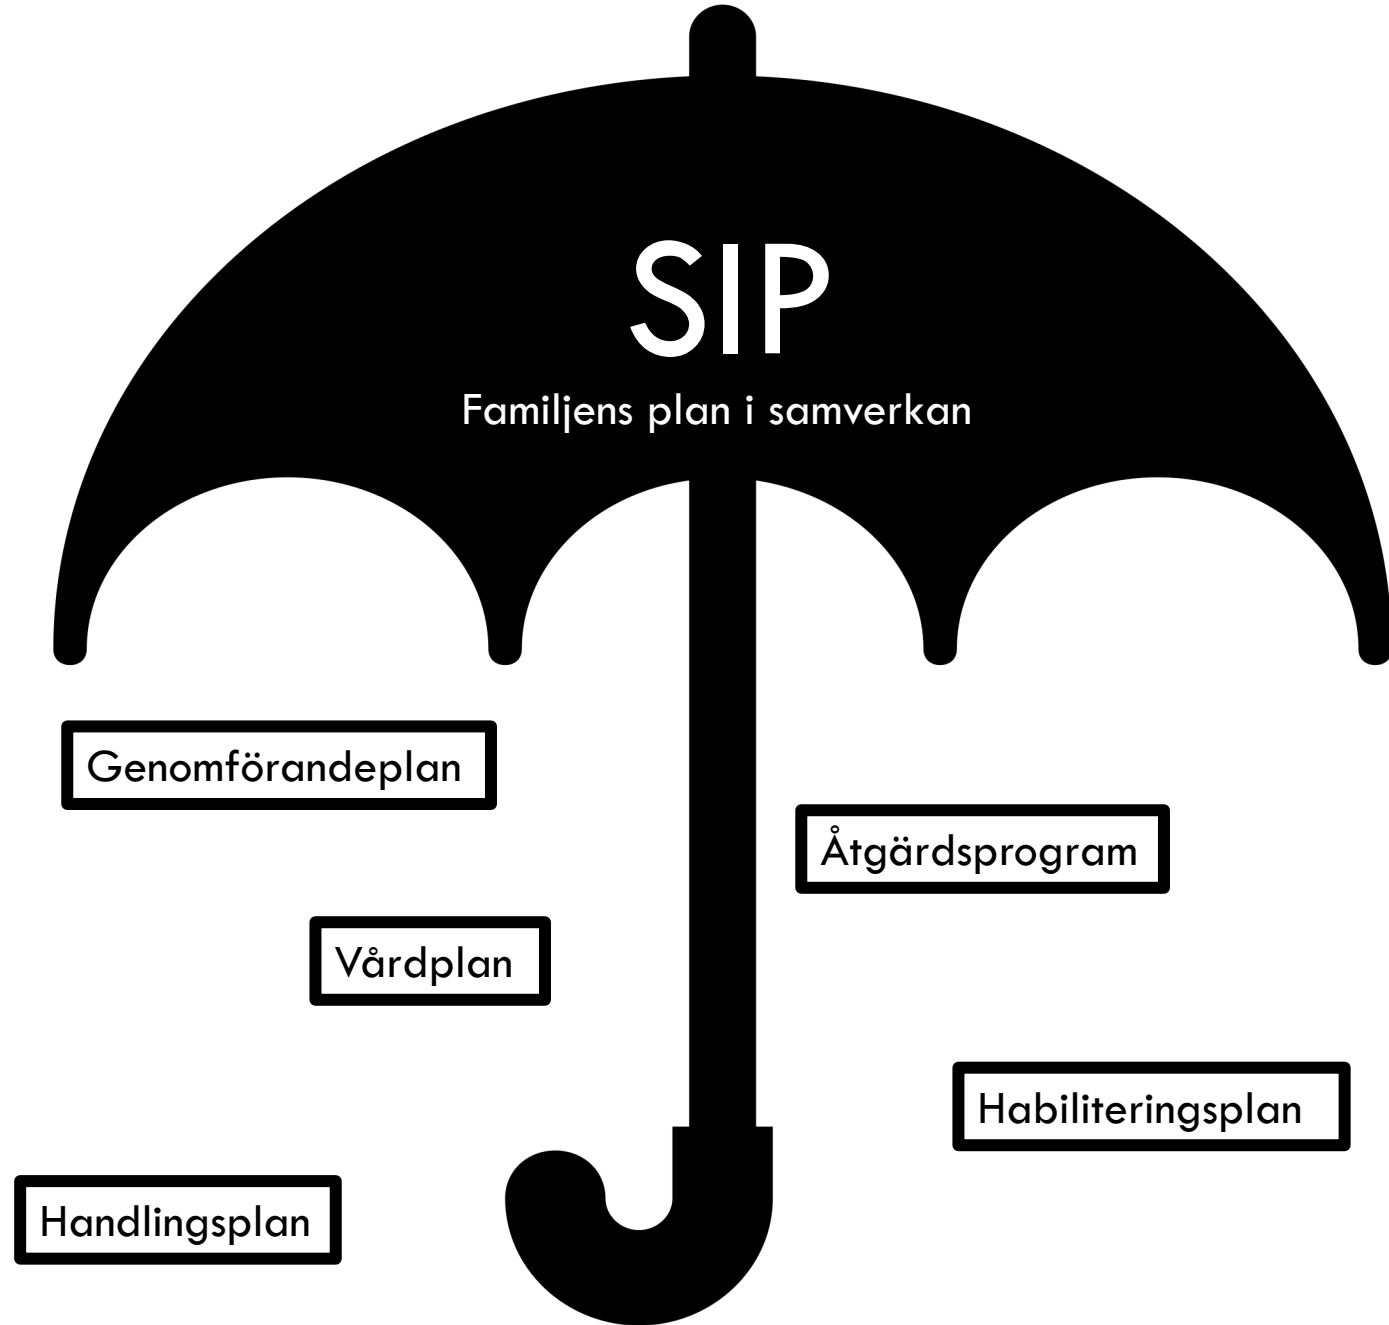 SIP
Familjens plan i samverkan
Genomförandeplan
Åtgärdsprogram
Vårdplan
Habiliteringsplan
Handlingsplan